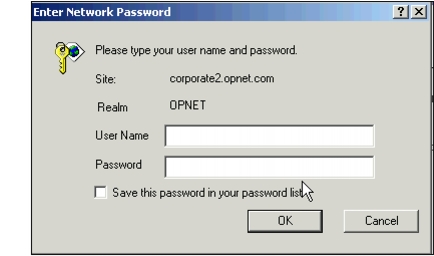 Enter Network Password
Please type your user name and password.
Site: corporate2.opnet.com
Realm OPNET
User Name
Password
Save this password in your password list
OK Cancel